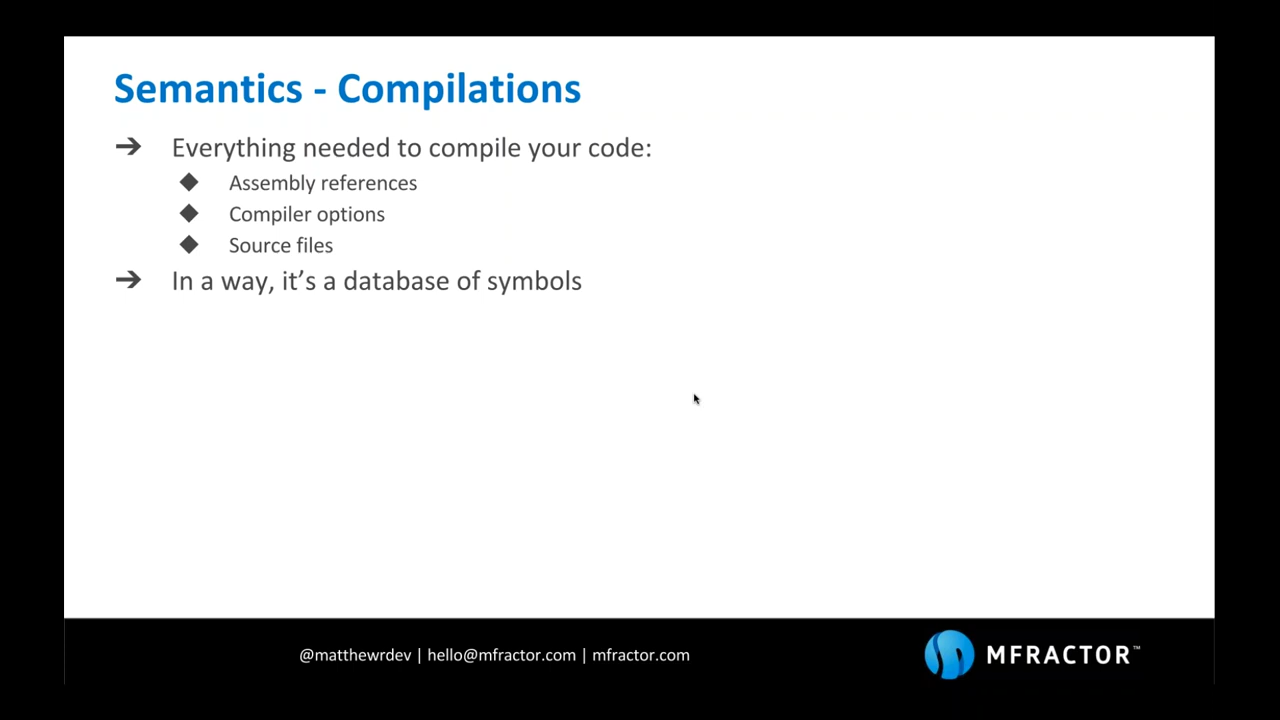 Semantics - Compilations
➔ Everything needed to compile your code:
◆ Assembly references
◆ Compiler options
◆ Source files
➔ In a way, it’s a database of symbols
@matthewrdev | hello@mfractor.com | mfractor.com
MFRACTOR™